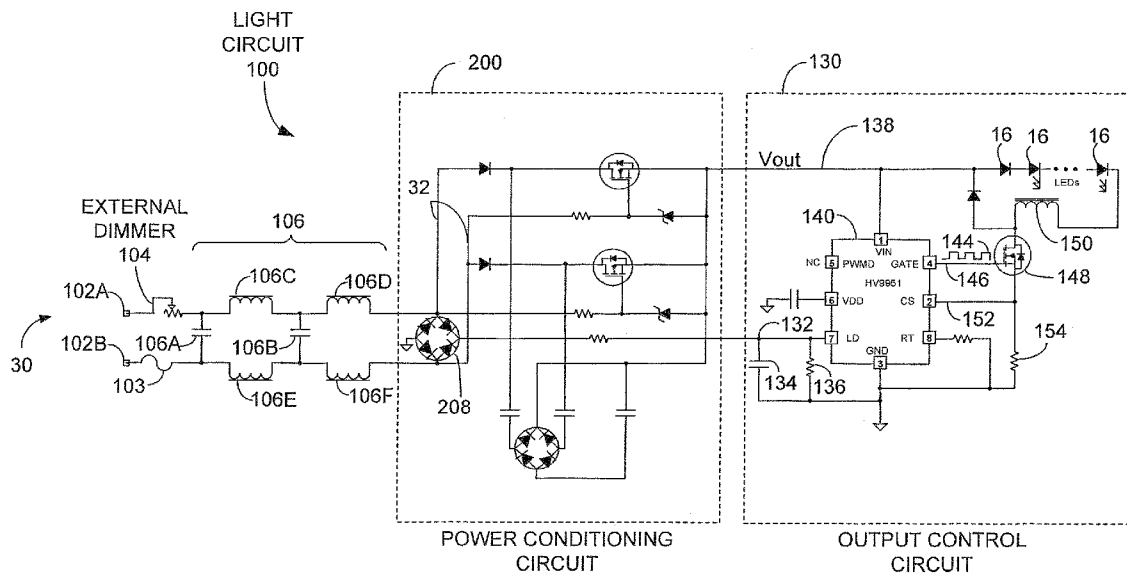 LIGHT
CIRCUIT
100
200
130
138
Vout
16
16
16
LEDs
32
EXTERNAL
DIMMER
104
106
106C
106D
102A
30
102B
106A
106B
103
106E
106F
208
140
1
VIN
144
150
NC
5
PWMD
GATE
4
146
148
HV9951
6
VDD
CS
2
152
132
7
LD
RT
8
154
GND
3
134
136
POWER CONDITIONING
CIRCUIT
OUTPUT CONTROL
CIRCUIT